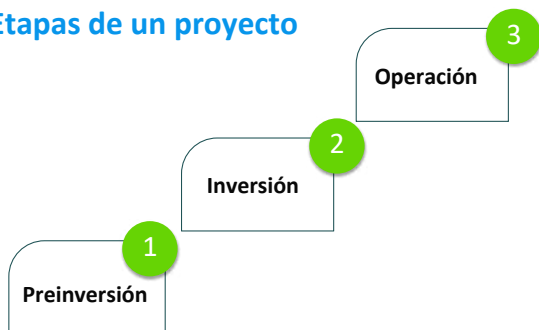 Etapas de un proyecto
3
Operación
2
Inversión
1
Preinversión